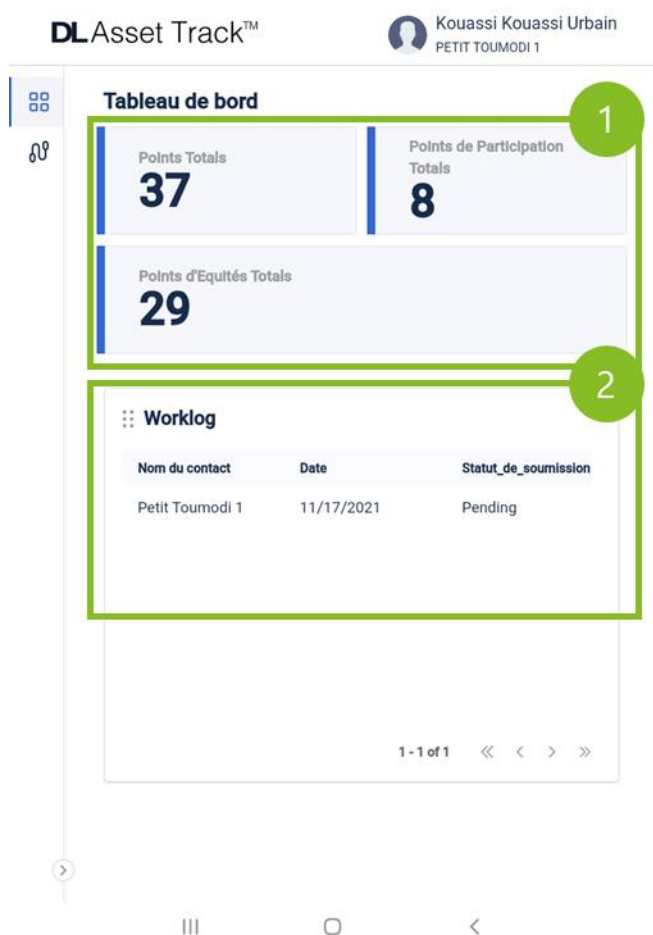 DLAsset Track™
Kouassi Kouassi Urbain
PETIT TOUMODI 1
Tableau de bord
1
Points Totals
37
Points de Participation
Totals
8
Points d'Equités Totals
29
2
Worklog
Nom du contact Date Statut_de_soumission
Petit Toumodi 1 11/17/2021 Pending
1 - 1 of 1